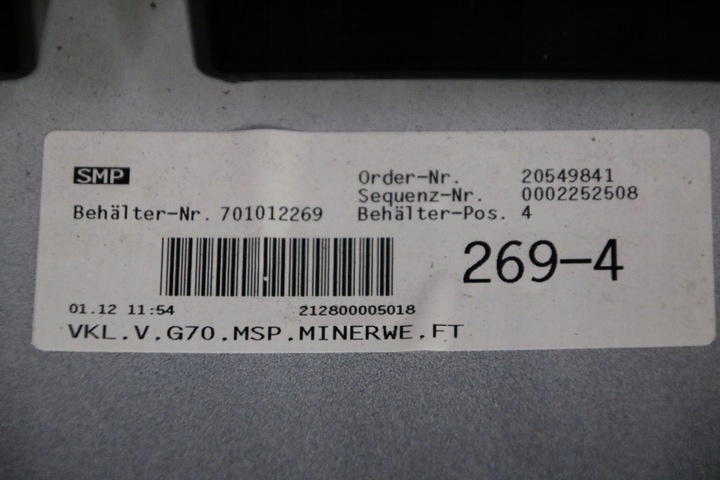 SMP
Order-Nr. 20549841
Sequenz-Nr. 0002252508
Behälter-Nr. 701012269 Behälter-Pos. 4
269-4
01.12 11:54 212800005018
VKL.V.G70.MSP.MINERWE.FT